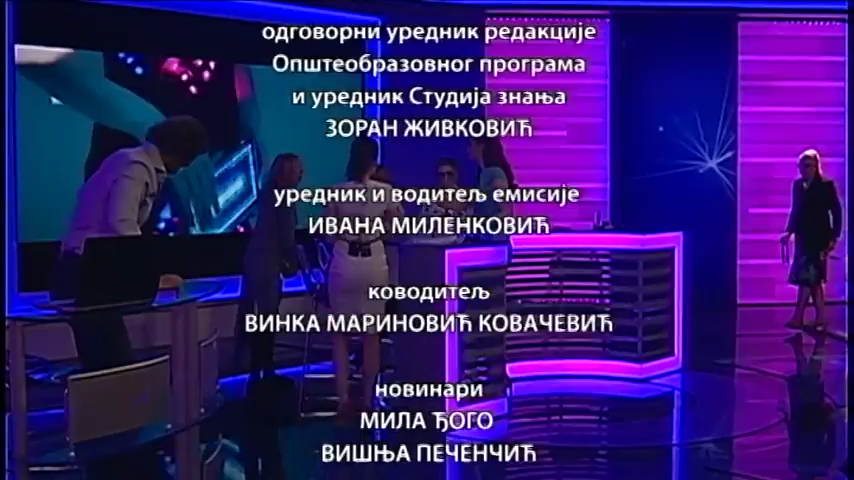 одговорни уредник редакције
Општеобразовног програма
и уредник Студија знања
ЗОРАН ЖИВКОВИЋ
уредник и водитељ емисије
ИВАНА МИЛЕНКОВИЋ
ководитељ
ВИНКА МАРИНОВИЋ КОВАЧЕВИЋ
новинари
МИЛА ЂОГО
ВИШЊА ПЕЧЕНЧИЋ